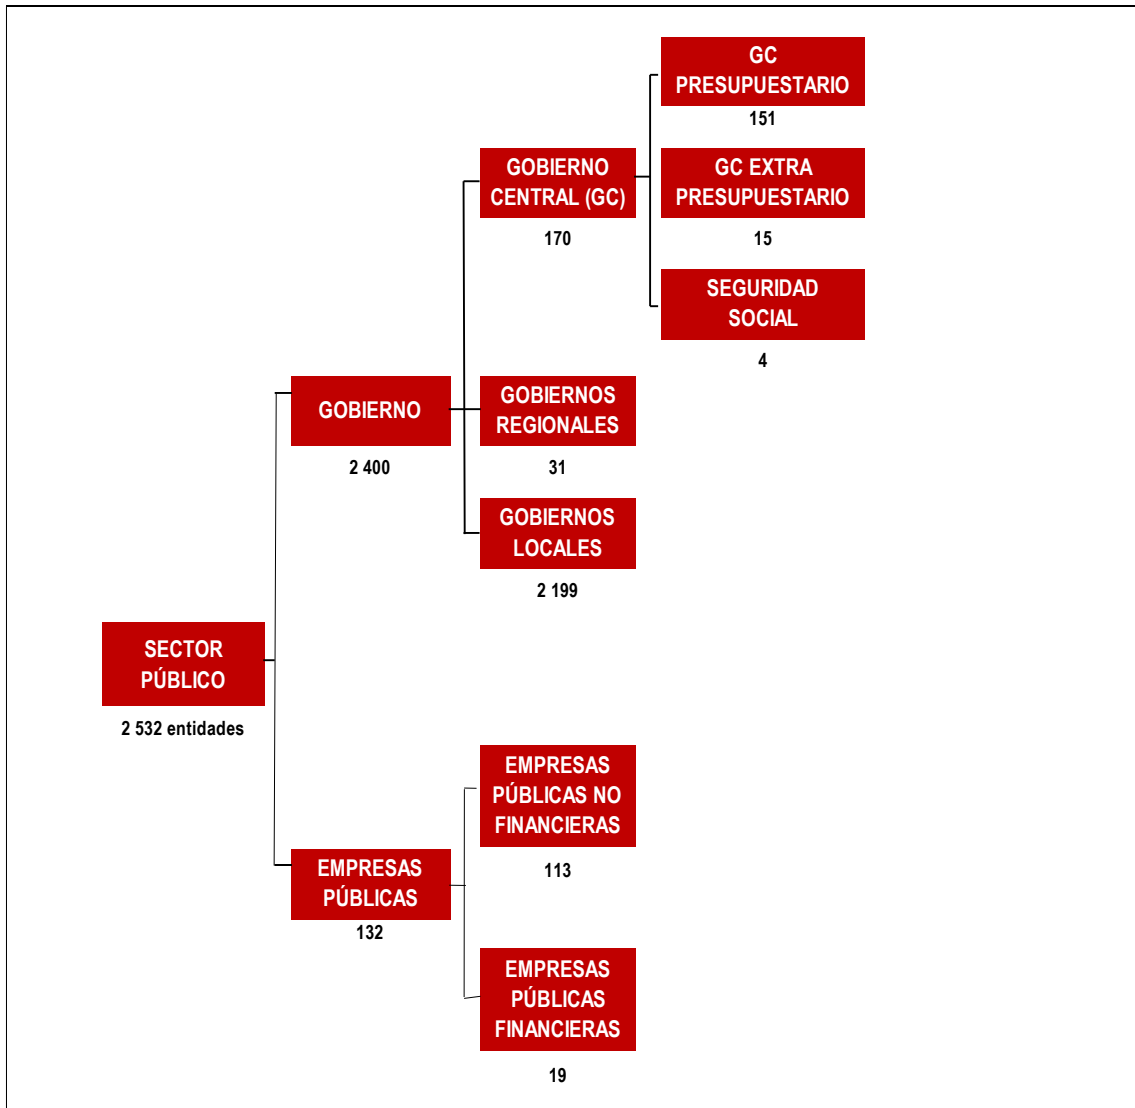 GC
PRESUPUESTARIO
151
GOBIERNO
CENTRAL (GC)
170
GC EXTRA
PRESUPUESTARIO
15
SEGURIDAD
SOCIAL
4
GOBIERNO
2 400
GOBIERNOS
REGIONALES
31
GOBIERNOS
LOCALES
2 199
SECTOR
PÚBLICO
2 532 entidades
EMPRESAS
PÚBLICAS NO
FINANCIERAS
113
EMPRESAS
PÚBLICAS
132
EMPRESAS
PÚBLICAS
FINANCIERAS
19